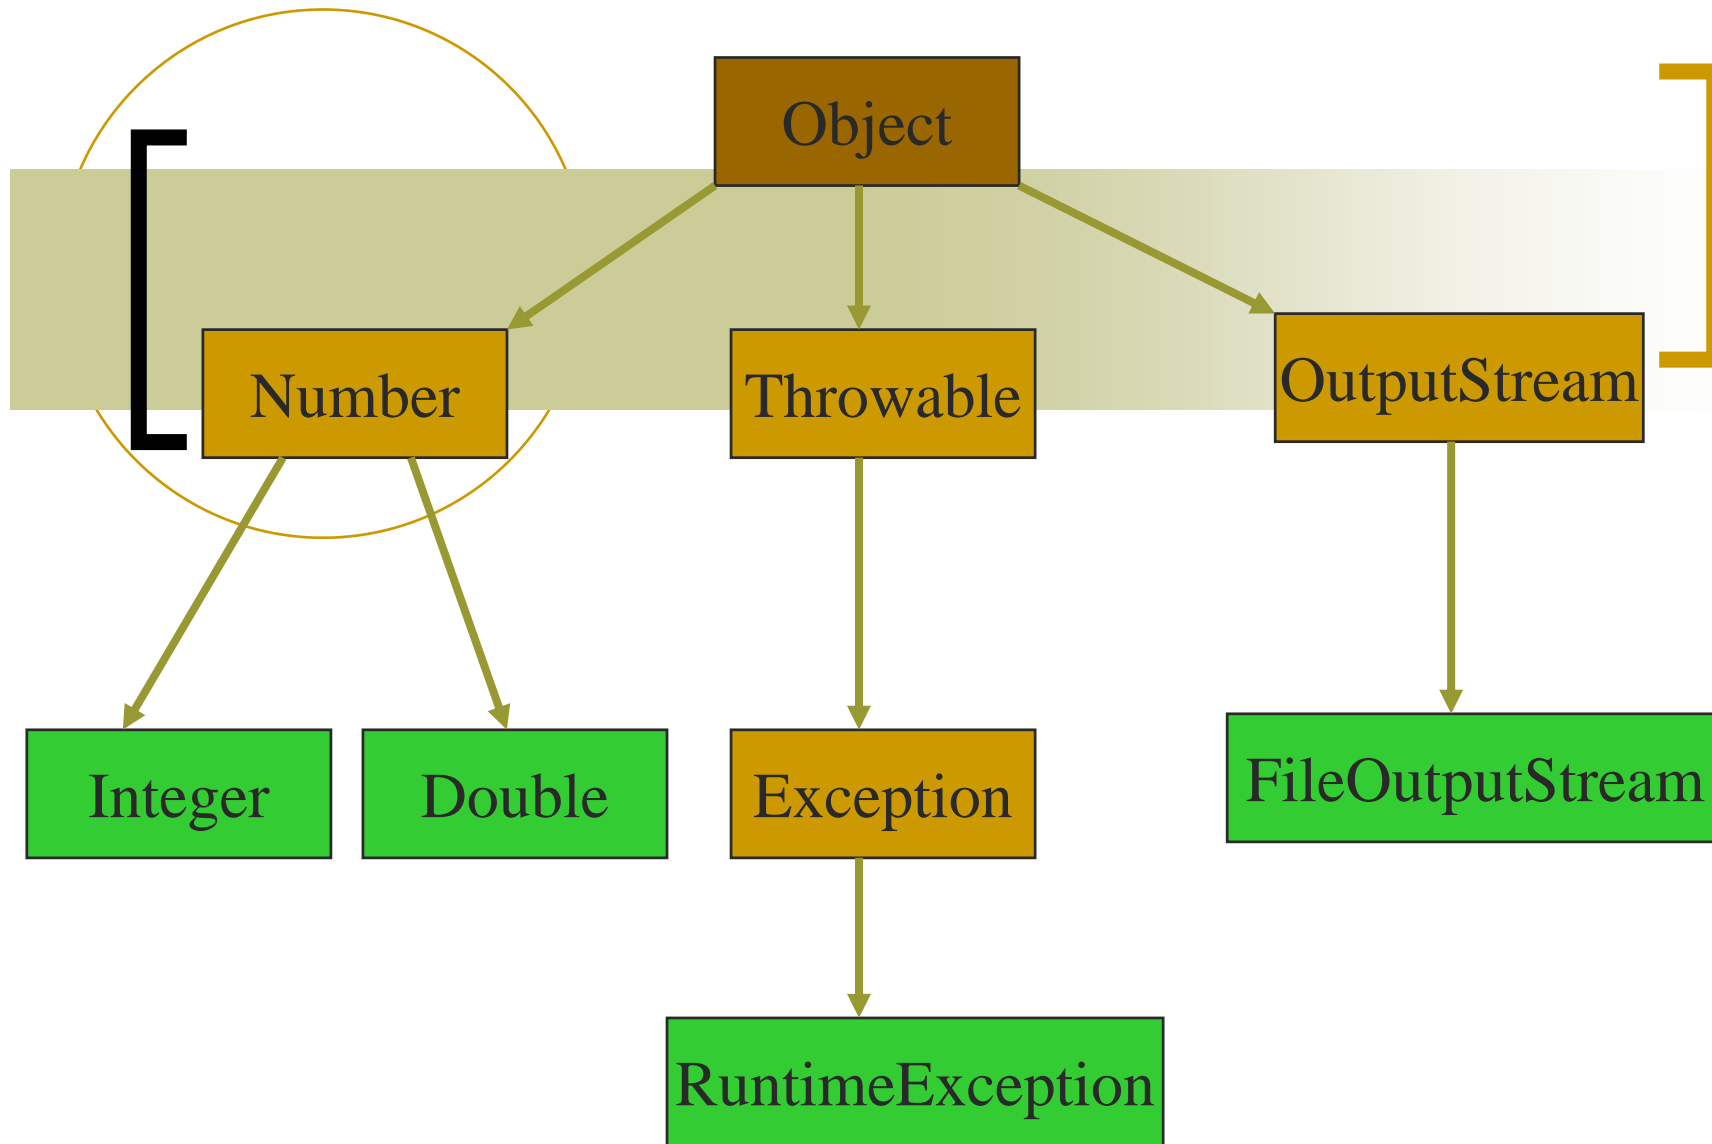 Object
Number
Throwable
OutputStream
Integer
Double
Exception
FileOutputStream
RuntimeException